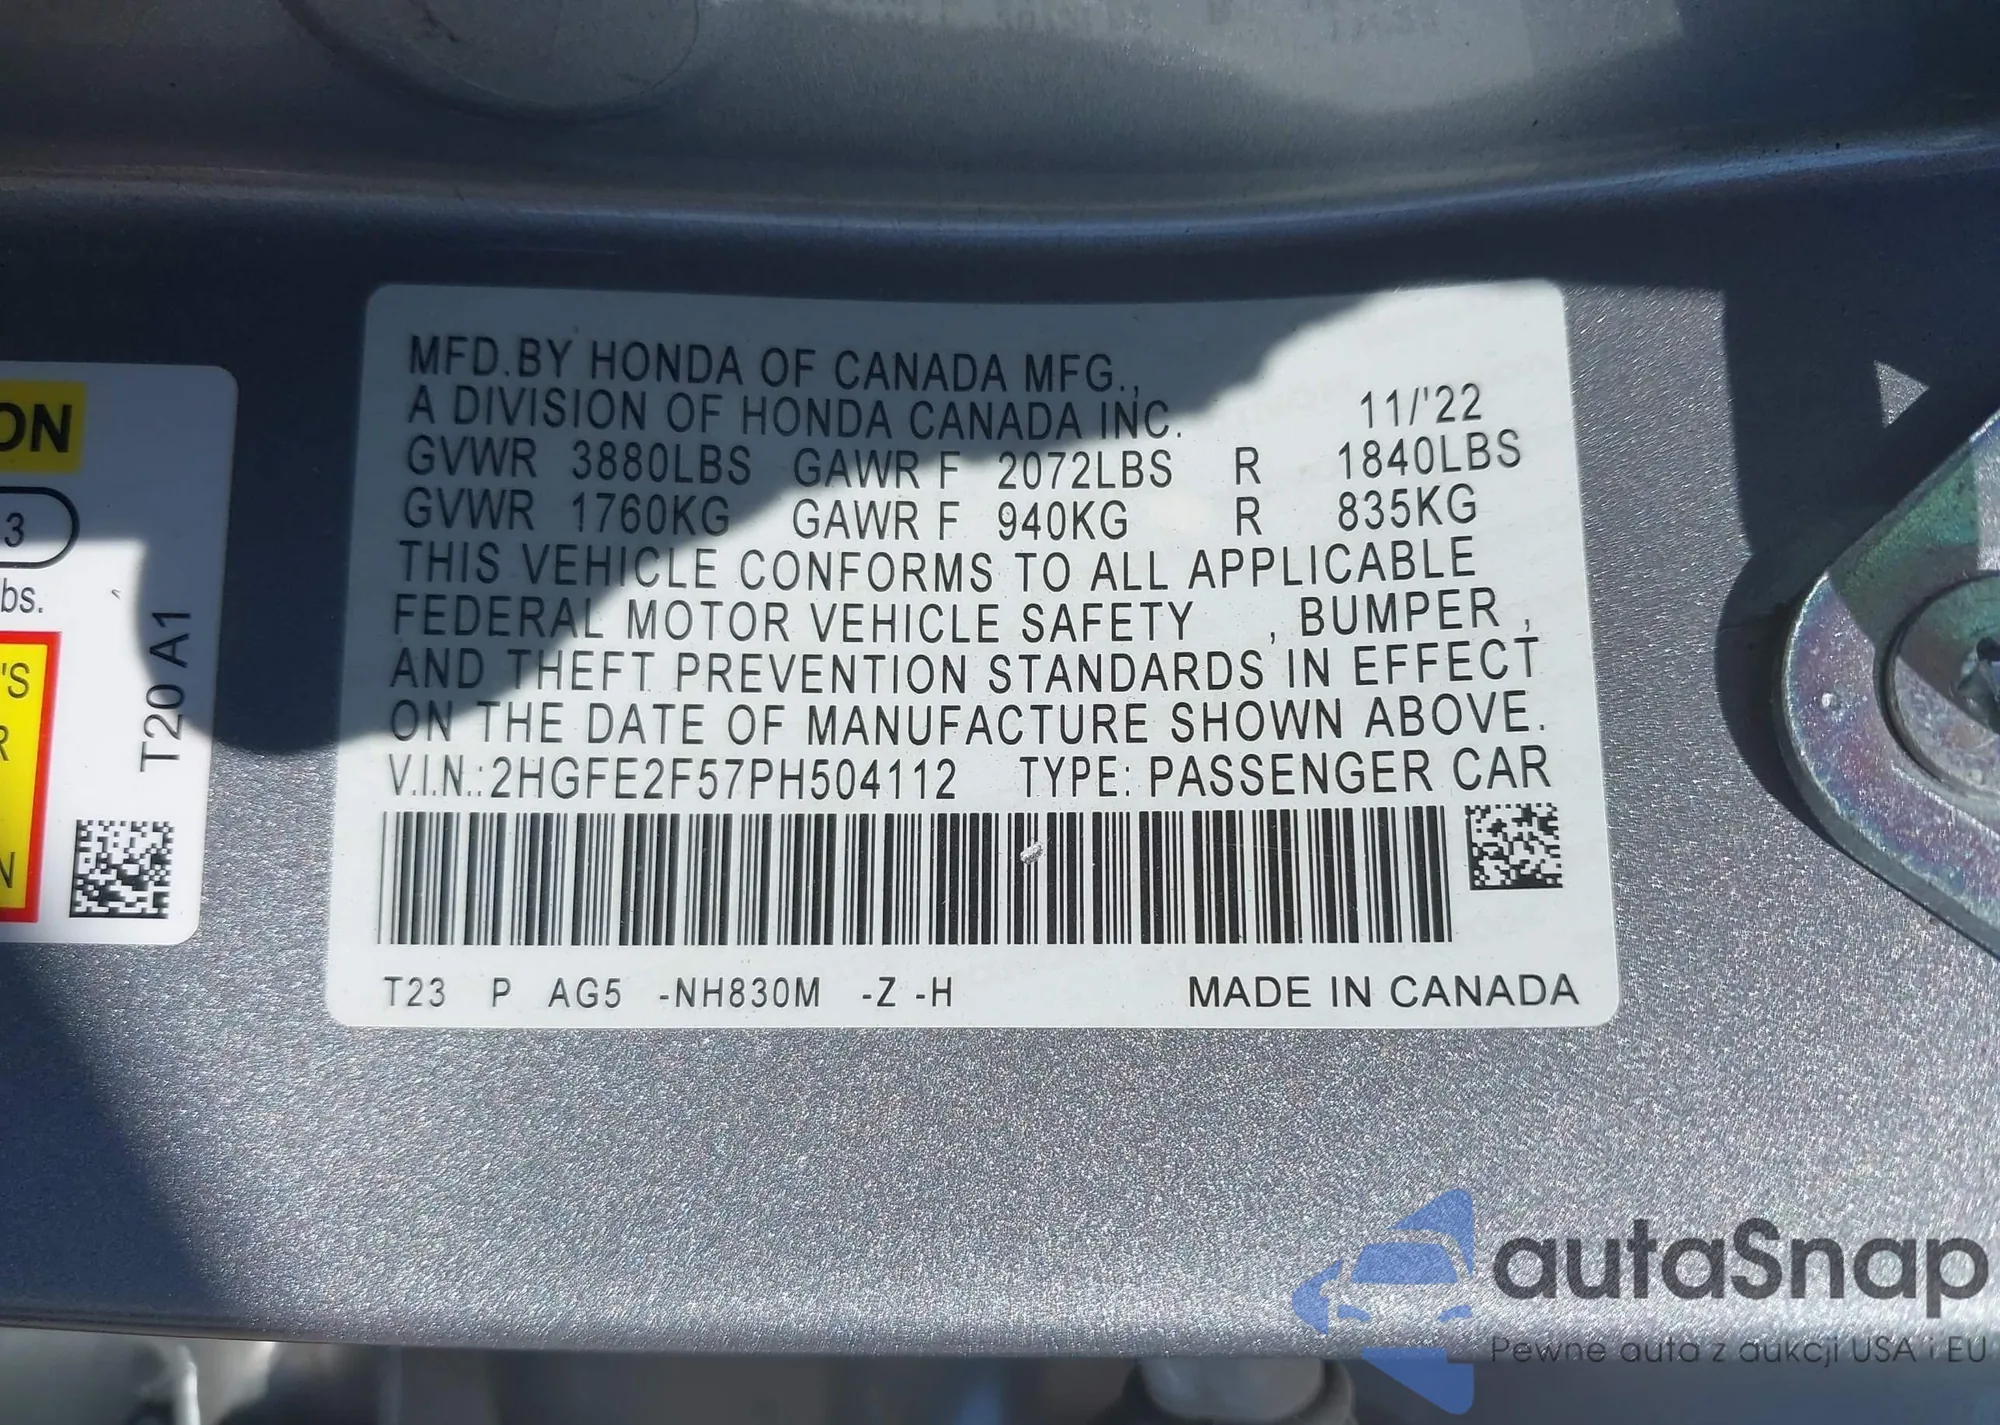 MFD.BY HONDA OF CANADA MFG.,
A DIVISION OF HONDA CANADA INC. 11/'22
GVWR 3880LBS GAWR F 2072LBS R 1840LBS
GVWR 1760KG GAWR F 940KG R 835KG
THIS VEHICLE CONFORMS TO ALL APPLICABLE
FEDERAL MOTOR VEHICLE SAFETY , BUMPER ,
AND THEFT PREVENTION STANDARDS IN EFFECT
ON THE DATE OF MANUFACTURE SHOWN ABOVE.
V.I.N.:2HGFE2F57PH504112 TYPE: PASSENGER CAR
T23 P AG5 -NH830M -Z -H MADE IN CANADA
ON
3
bs.
'S
R
N
T20 A1
autaSnap
Pewne auta z aukcji USA i EU